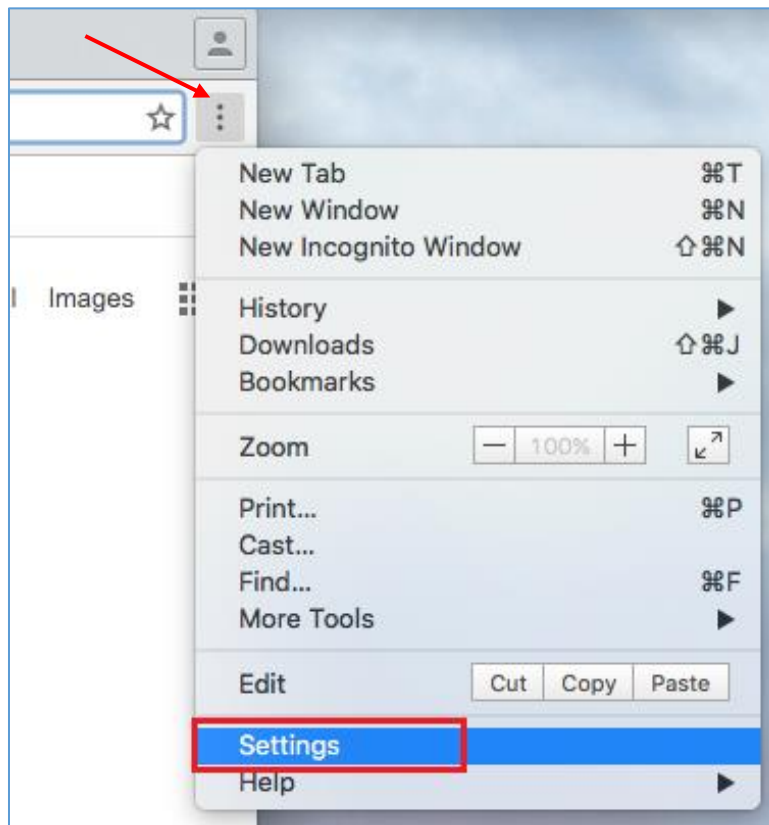 New Tab ⌘T
New Window ⌘N
New Incognito Window ⇧⌘N
Images
History
Downloads ⇧⌘J
Bookmarks
Zoom — 100% +
Print... ⌘P
Cast...
Find... ⌘F
More Tools
Edit Cut Copy Paste
Settings
Help